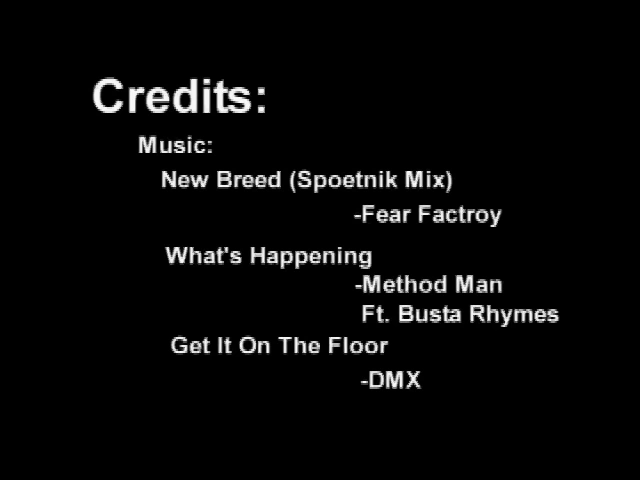 Credits:
Music:
New Breed (Spoetnik Mix)
-Fear Factroy
What's Happening
-Method Man
Ft. Busta Rhymes
Get It On The Floor
-DMX